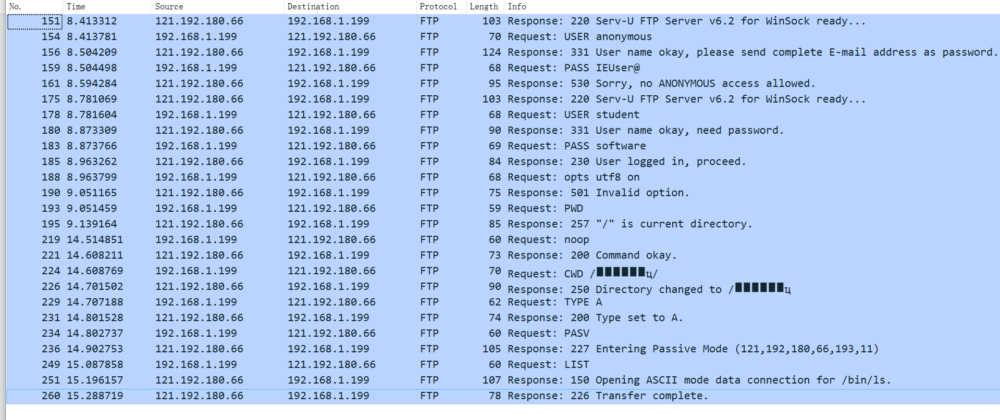 No. Time Source Destination Protocol Length Info
151 8.413312 121.192.180.66 192.168.1.199 FTP 103 Response: 220 Serv-U FTP Server v6.2 for WinSock ready...
154 8.413781 192.168.1.199 121.192.180.66 FTP 70 Request: USER anonymous
156 8.504209 121.192.180.66 192.168.1.199 FTP 124 Response: 331 User name okay, please send complete E-mail address as password.
159 8.504498 192.168.1.199 121.192.180.66 FTP 68 Request: PASS IEUser@
161 8.594284 121.192.180.66 192.168.1.199 FTP 95 Response: 530 Sorry, no ANONYMOUS access allowed.
175 8.781069 121.192.180.66 192.168.1.199 FTP 103 Response: 220 Serv-U FTP Server v6.2 for WinSock ready...
178 8.781604 192.168.1.199 121.192.180.66 FTP 68 Request: USER student
180 8.873309 121.192.180.66 192.168.1.199 FTP 90 Response: 331 User name okay, need password.
183 8.873766 192.168.1.199 121.192.180.66 FTP 69 Request: PASS software
185 8.963262 121.192.180.66 192.168.1.199 FTP 84 Response: 230 User logged in, proceed.
188 8.963799 192.168.1.199 121.192.180.66 FTP 68 Request: opts utf8 on
190 9.051165 121.192.180.66 192.168.1.199 FTP 75 Response: 501 Invalid option.
193 9.051459 192.168.1.199 121.192.180.66 FTP 59 Request: PWD
195 9.139164 121.192.180.66 192.168.1.199 FTP 85 Response: 257 "/" is current directory.
219 14.514851 192.168.1.199 121.192.180.66 FTP 60 Request: noop
221 14.608211 121.192.180.66 192.168.1.199 FTP 73 Response: 200 Command okay.
224 14.608769 192.168.1.199 121.192.180.66 FTP 70 Request: CWD /██████ц/
226 14.701502 121.192.180.66 192.168.1.199 FTP 90 Response: 250 Directory changed to /██████ц
229 14.707188 192.168.1.199 121.192.180.66 FTP 62 Request: TYPE A
231 14.801528 121.192.180.66 192.168.1.199 FTP 74 Response: 200 Type set to A.
234 14.802737 192.168.1.199 121.192.180.66 FTP 60 Request: PASV
236 14.902753 121.192.180.66 192.168.1.199 FTP 105 Response: 227 Entering Passive Mode (121,192,180,66,193,11)
249 15.087858 192.168.1.199 121.192.180.66 FTP 60 Request: LIST
251 15.196157 121.192.180.66 192.168.1.199 FTP 107 Response: 150 Opening ASCII mode data connection for /bin/ls.
260 15.288719 121.192.180.66 192.168.1.199 FTP 78 Response: 226 Transfer complete.